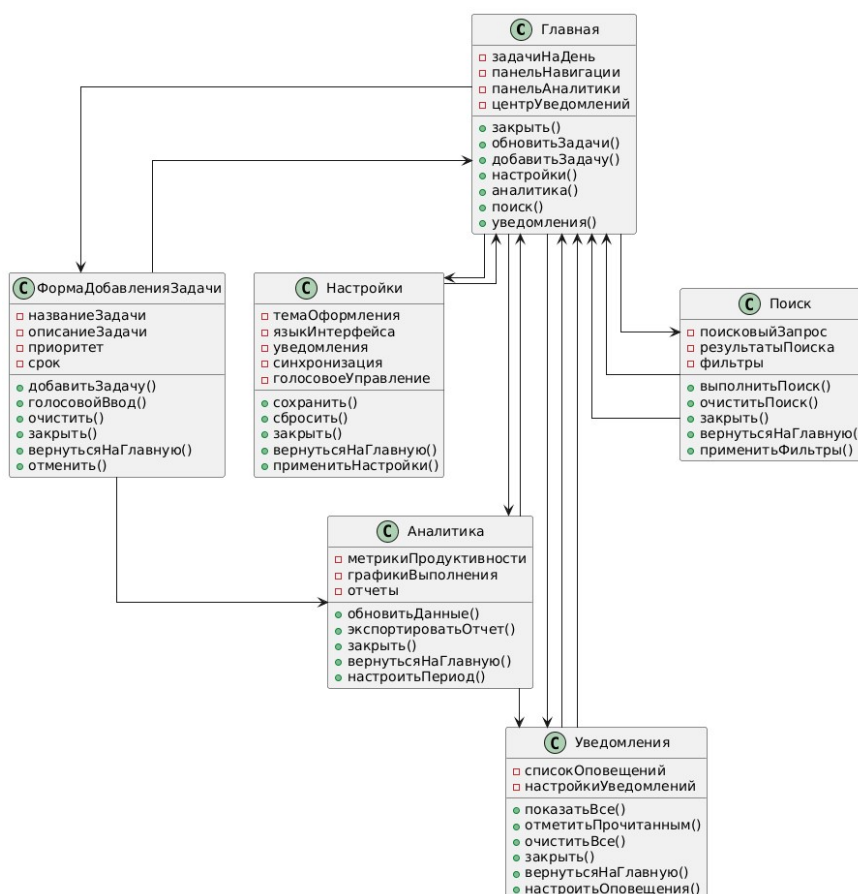 C Главная
задачиНаДень
панельНавигации
панельАналитики
центрУведомлений
закрыть()
обновитьЗадачи()
добавитьЗадачу()
настройки()
аналитика()
поиск()
уведомления()
C ФормаДобавленияЗадачи
названиеЗадачи
описаниеЗадачи
приоритет
срок
добавитьЗадачу()
голосовойВвод()
очистить()
закрыть()
вернутьсяНаГлавную()
отменить()
C Настройки
темаОформления
языкИнтерфейса
уведомления
синхронизация
голосовоеУправление
сохранить()
сбросить()
закрыть()
вернутьсяНаГлавную()
применитьНастройки()
C Поиск
поисковыйЗапрос
результатыПоиска
фильтры
выполнитьПоиск()
очиститьПоиск()
закрыть()
вернутьсяНаГлавную(
применитьФильтры()
C Аналитика
метрикиПродуктивности
графикиВыполнения
отчеты
обновитьДанные()
экспортироватьОтчет()
закрыть()
вернутьсяНаГлавную()
настроитьПериод()
C Уведомления
списокОповещений
настройкиУведомлений
показатьВсе()
отметитьПрочитанным()
очиститьВсе()
закрыть()
вернутьсяНаГлавную()
настроитьОповещения()